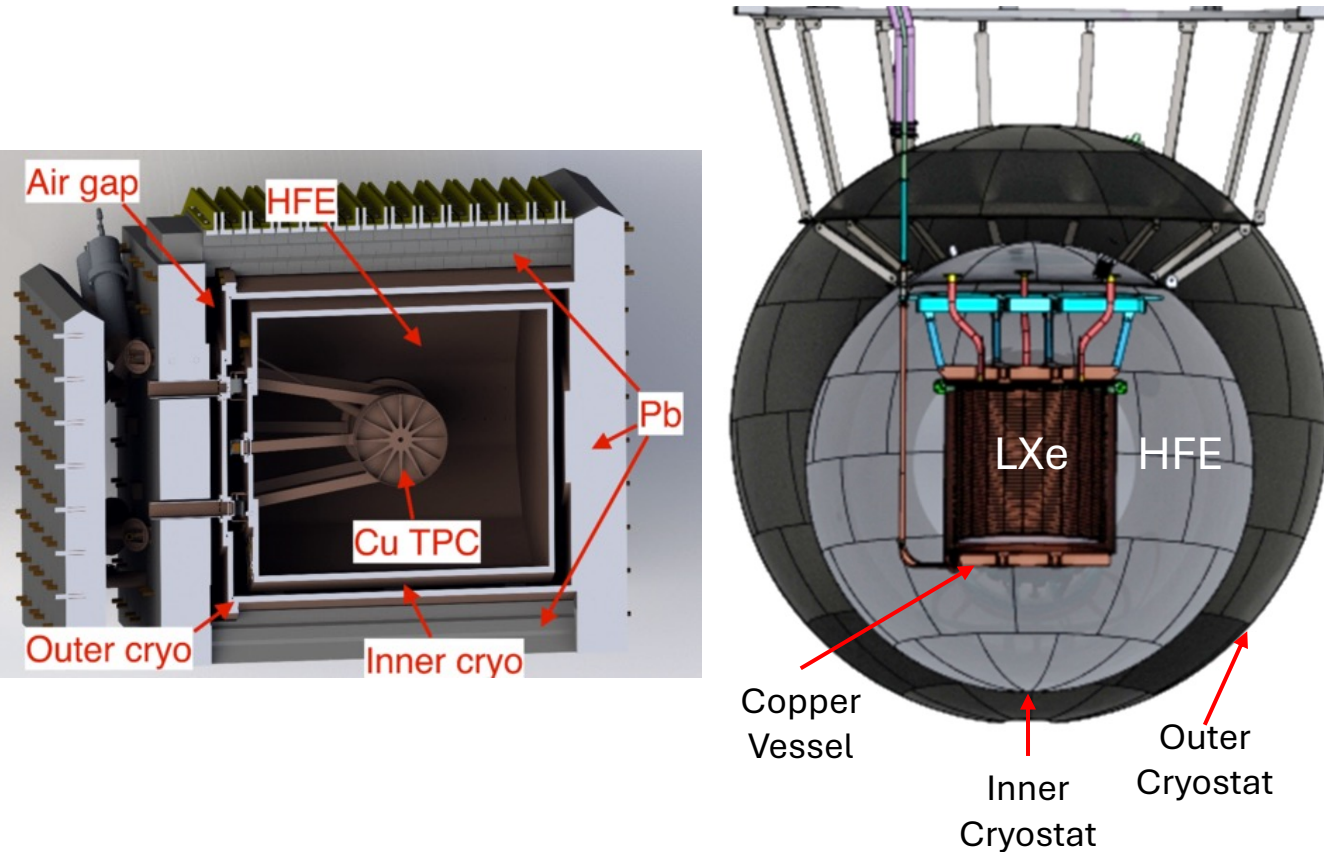 Air gap
HFE
Pb
Cu TPC
Outer cryo
Inner cryo
LXe
HFE
Copper
Vessel
Inner
Cryostat
Outer
Cryostat